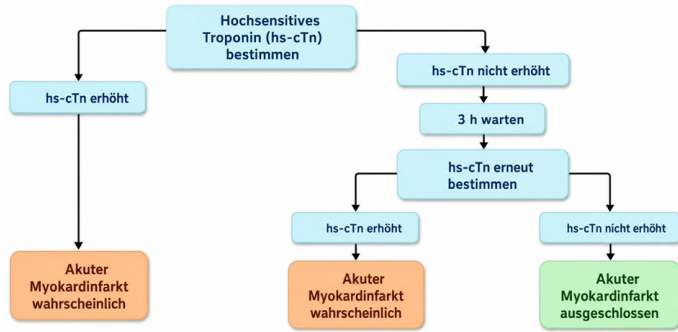 Hochsensitives
Troponin (hs-cTn)
bestimmen
hs-cTn erhöht
hs-cTn nicht erhöht
3 h warten
hs-cTn erneut
bestimmen
hs-cTn erhöht
hs-cTn nicht erhöht
Akuter
Myokardinfarkt
wahrscheinlich
Akuter
Myokardinfarkt
wahrscheinlich
Akuter
Myokardinfarkt
ausgeschlossen